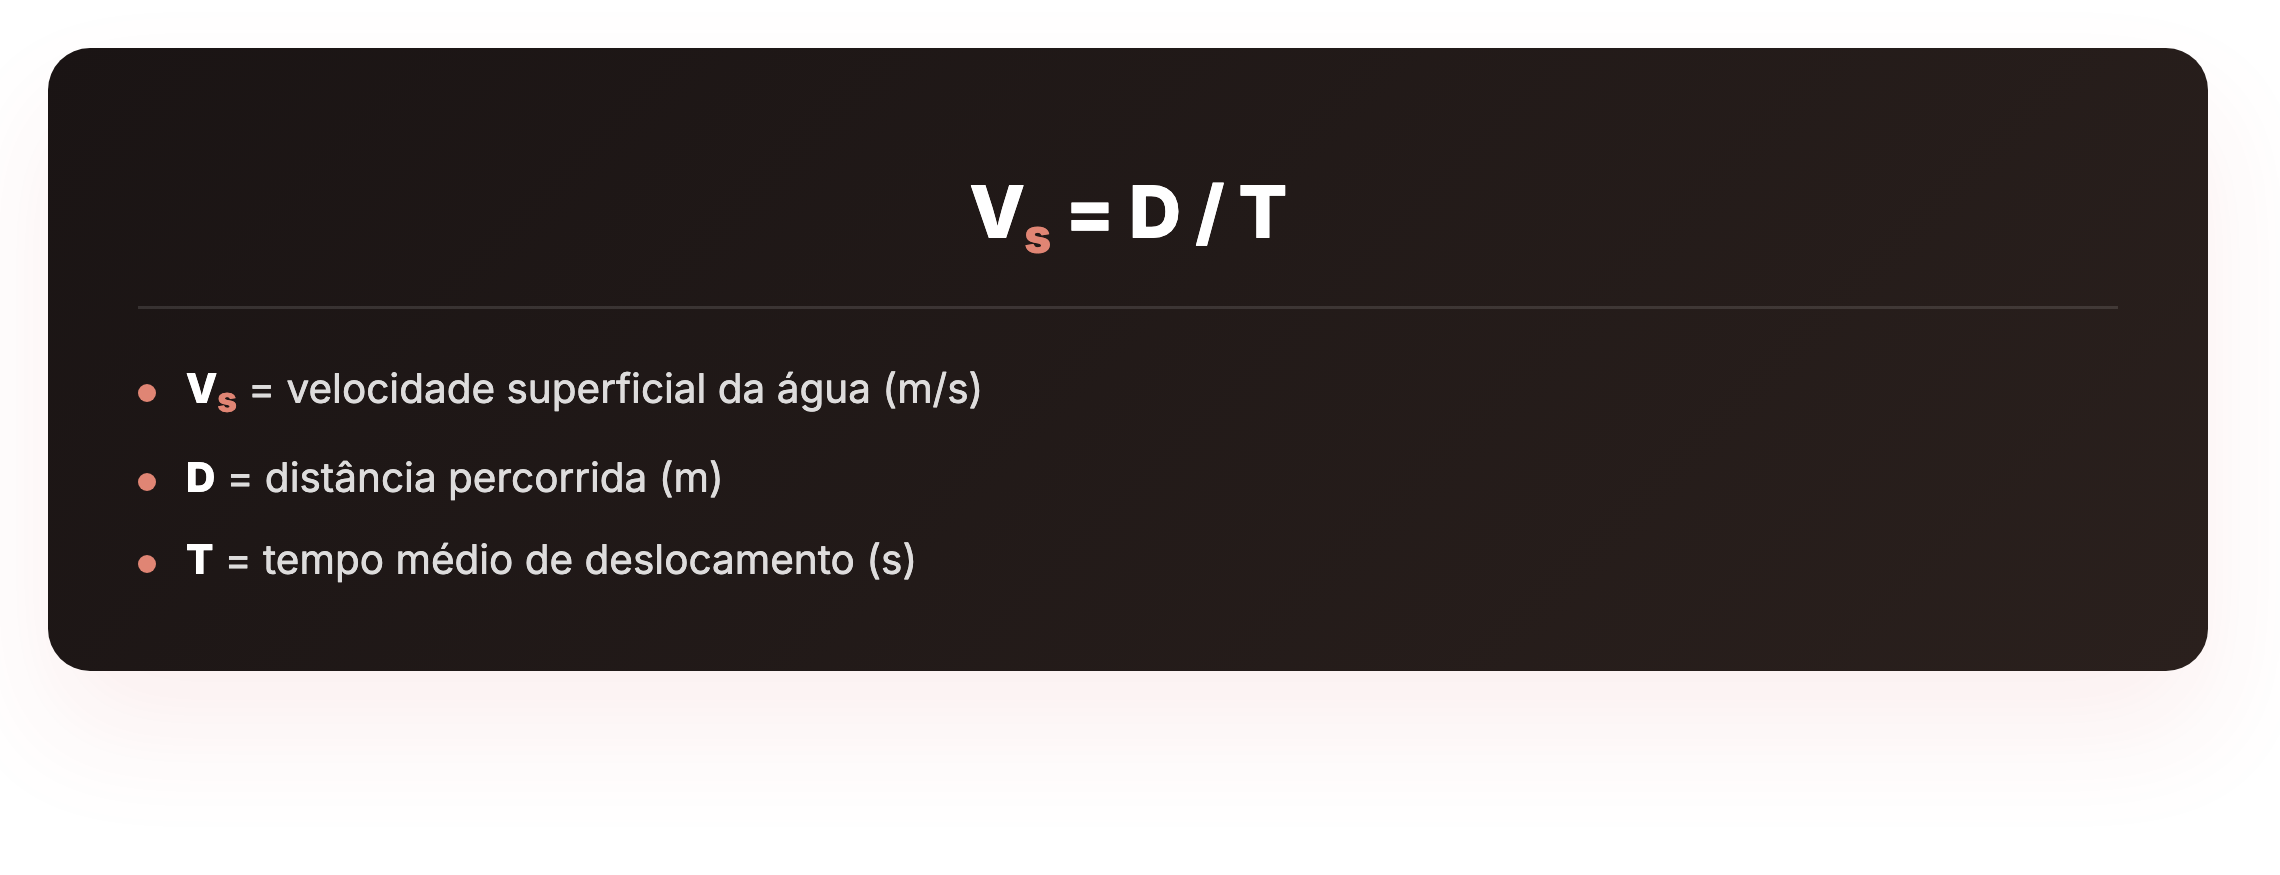 Vs = D / T
Vs = velocidade superficial da água (m/s)
D = distância percorrida (m)
T = tempo médio de deslocamento (s)